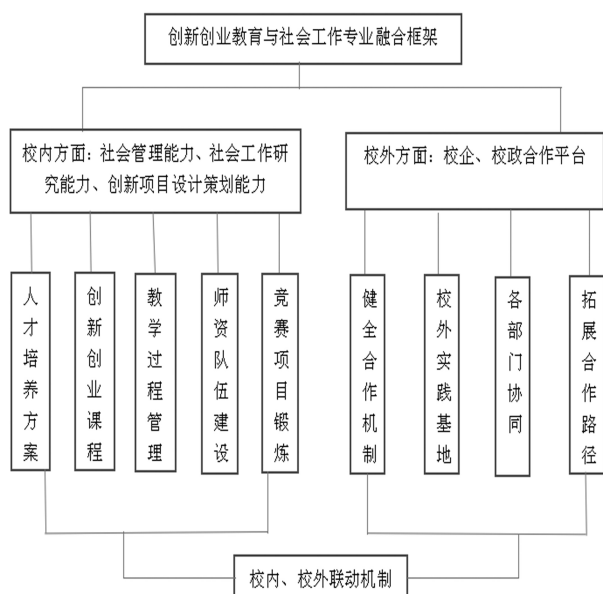 创新创业教育与社会工作专业融合框架
校内方面：社会管理能力、社会工作研
究能力、创新项目设计策划能力
校外方面：校企、校政合作平台
人才培养方案
创新创业课程
教学过程管理
师资队伍建设
竞赛项目锻炼
健全合作机制
校外实践基地
各部门协同
拓展合作路径
校内、校外联动机制